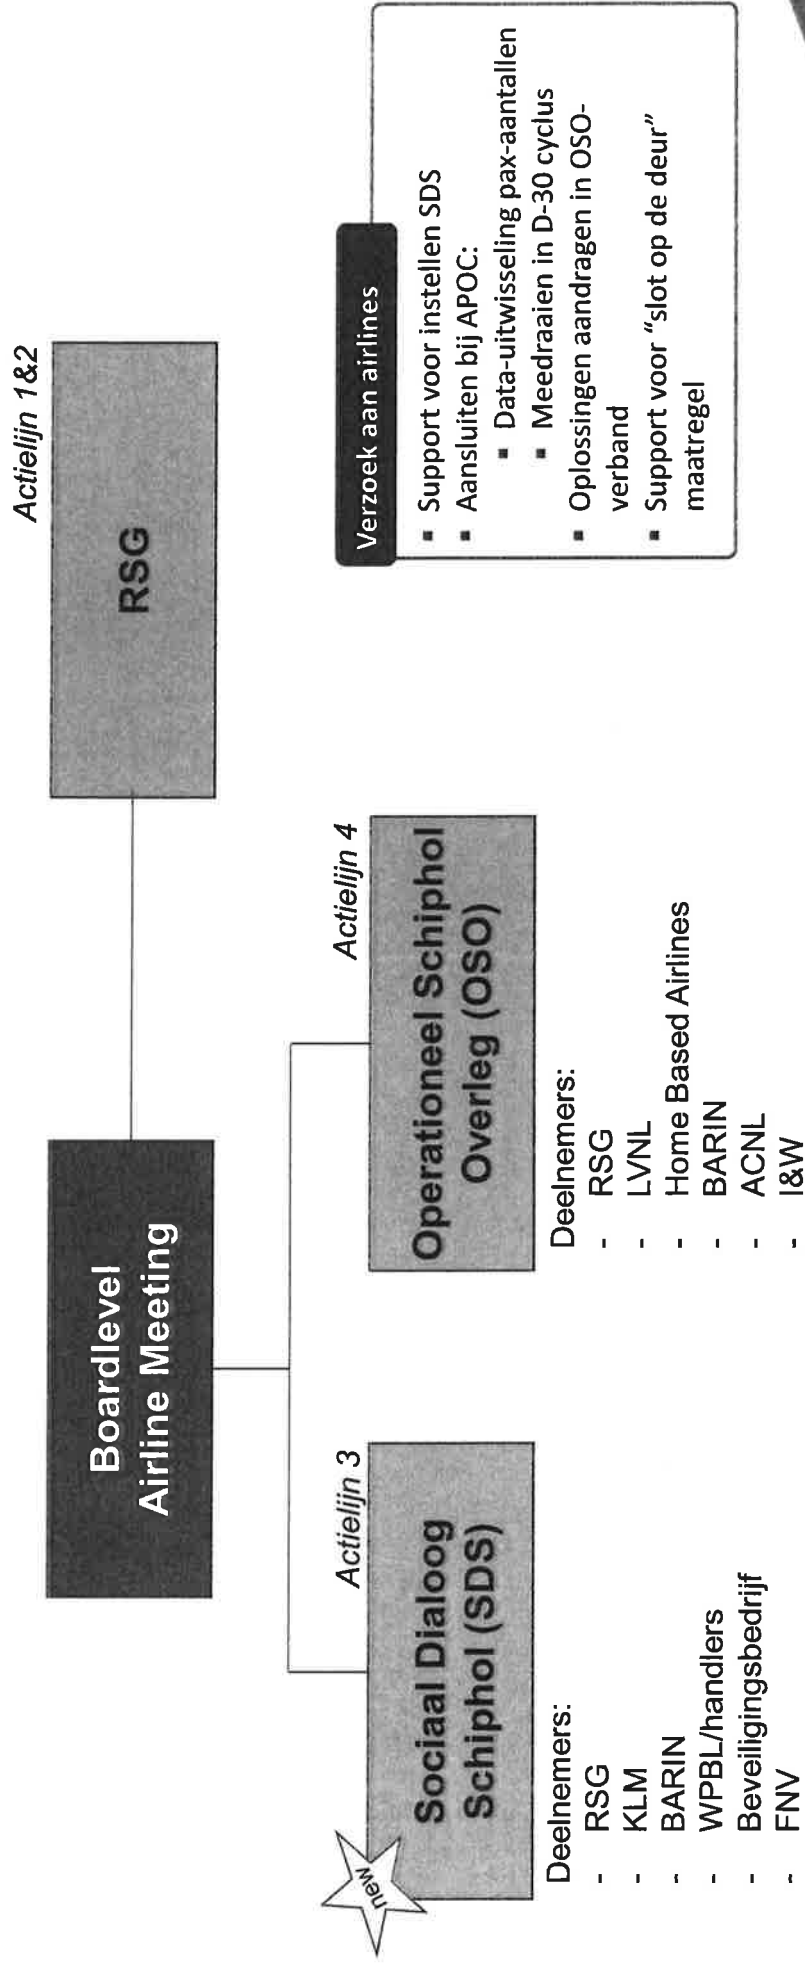 Boardlevel
Airline Meeting
Actielijn 1&2
RSG
new
Actielijn 3
Sociaal Dialoog
Schiphol (SDS)
Deelnemers:
- RSG
- KLM
- BARIN
- WPBL/handlers
- Beveiligingsbedrijf
- FNV
Actielijn 4
Operationeel Schiphol
Overleg (OSO)
Deelnemers:
- RSG
- LVNL
- Home Based Airlines
- BARIN
- ACNL
- I&W
Verzoek aan airlines
▪ Support voor instellen SDS
▪ Aansluiten bij APOC:
▪ Data-uitwisseling pax-aantallen
▪ Meedraaien in D-30 cyclus
▪ Oplossingen aandragen in OSO-
verband
▪ Support voor "slot op de deur"
maatregel